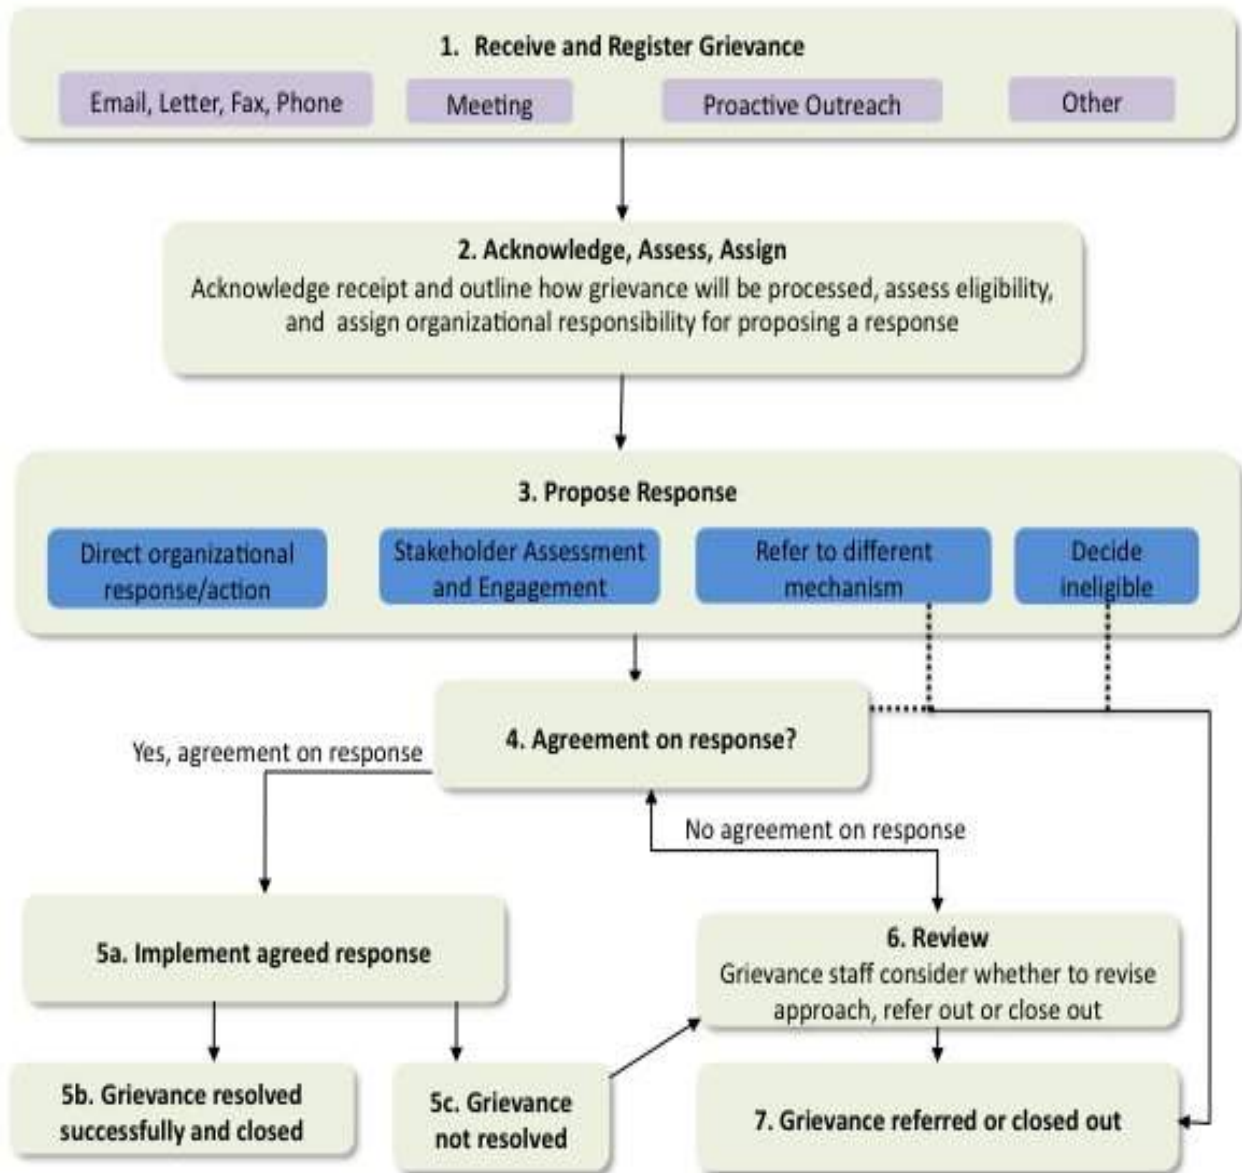 1. Receive and Register Grievance
Email, Letter, Fax, Phone
Meeting
Proactive Outreach
Other
2. Acknowledge, Assess, Assign
Acknowledge receipt and outline how grievance will be processed, assess eligibility,
and assign organizational responsibility for proposing a response
3. Propose Response
Direct organizational
response/action
Stakeholder Assessment
and Engagement
Refer to different
mechanism
Decide
ineligible
4. Agreement on response?
Yes, agreement on response
No agreement on response
5a. Implement agreed response
6. Review
Grievance staff consider whether to revise
approach, refer out or close out
5b. Grievance resolved
successfully and closed
5c. Grievance
not resolved
7. Grievance referred or closed out